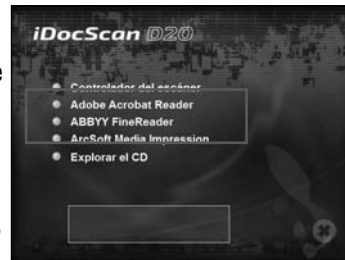 iDocScan D20
Controlador del escáner
Adobe Acrobat Reader
ABBYY FineReader
ArcSoft Media Impression
Explorar el CD